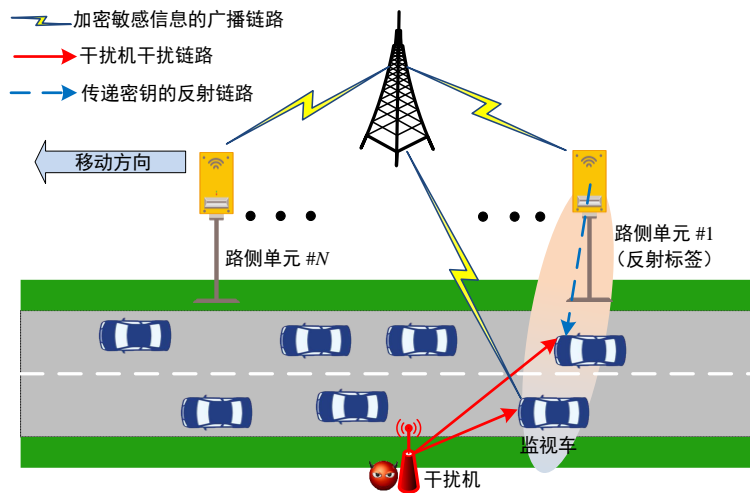 加密敏感信息的广播链路
干扰机干扰链路
传递密钥的反射链路
移动方向
路侧单元 #N
路侧单元 #1
（反射标签）
监视车
干扰机